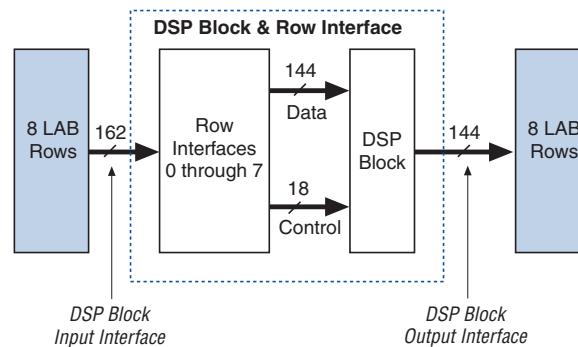 DSP Block & Row Interface
8 LAB
Rows
162
Row
Interfaces
0 through 7
144
Data
18
Control
DSP
Block
144
8 LAB
Rows
DSP Block
Input Interface
DSP Block
Output Interface